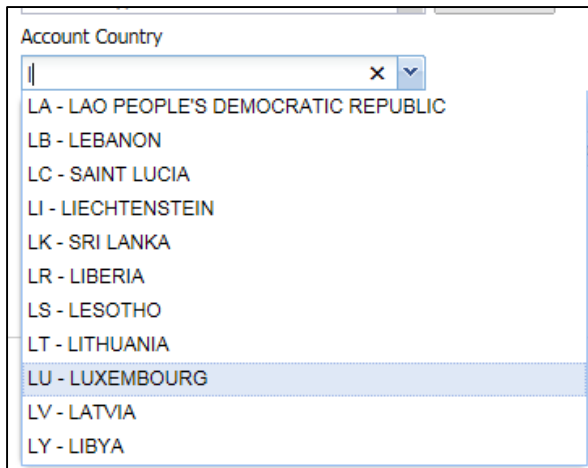 Account Country
l
LA - LAO PEOPLE'S DEMOCRATIC REPUBLIC
LB - LEBANON
LC - SAINT LUCIA
LI - LIECHTENSTEIN
LK - SRI LANKA
LR - LIBERIA
LS - LESOTHO
LT - LITHUANIA
LU - LUXEMBOURG
LV - LATVIA
LY - LIBYA